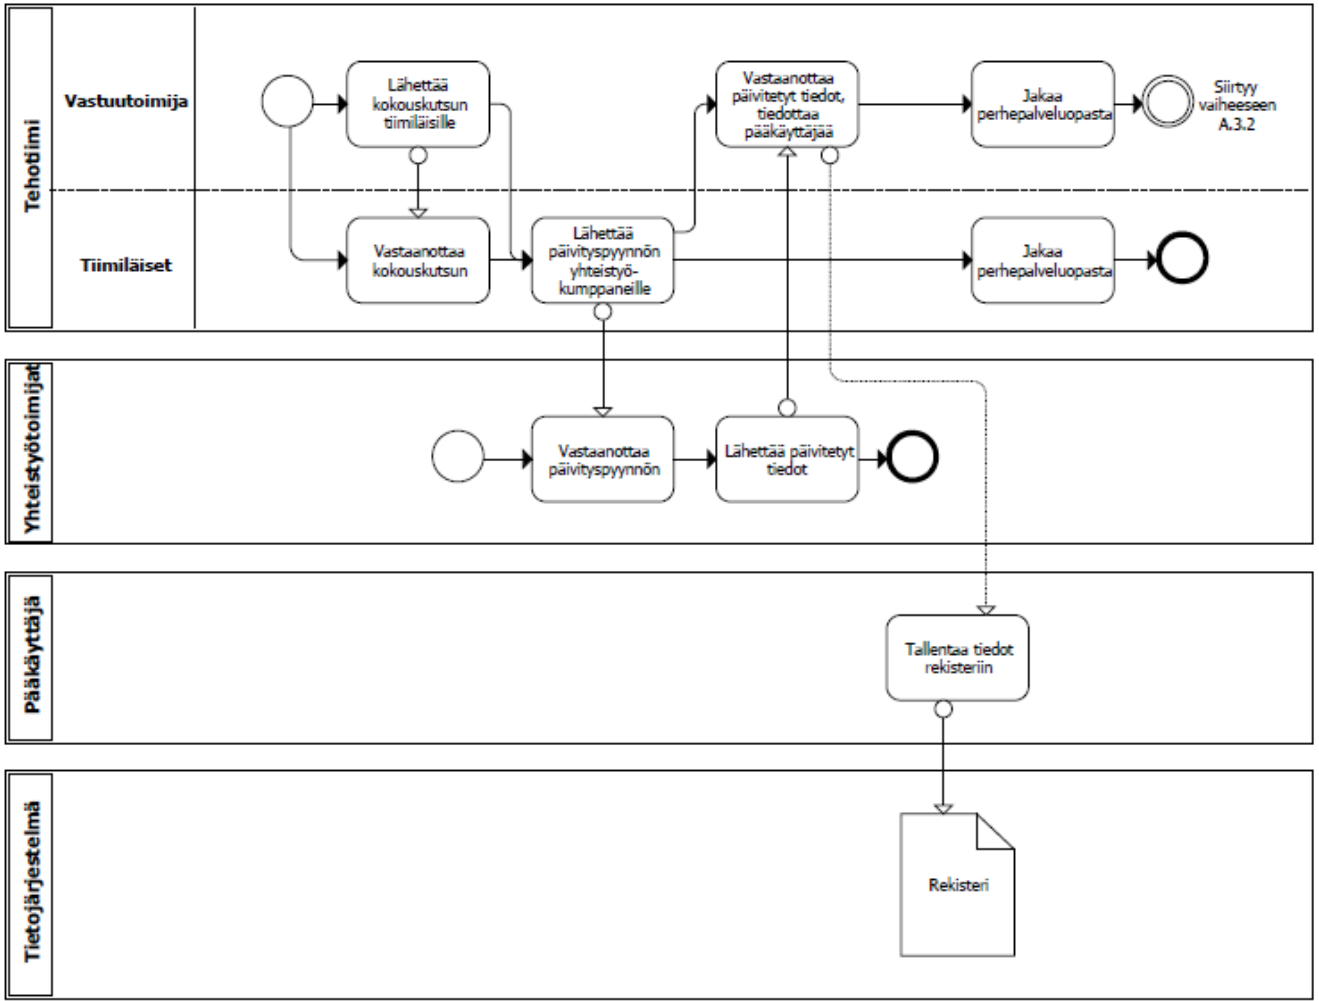 Tehotiimi
Vastuutoimija
Lähettää
kokouskutsun
tiimiläisille
Vastaanottaa
päivitetyt tiedot,
tiedottaa
pääkäyttäjää
Jakaa
perhepalveluopasta
Siirtyy
vaiheeseen
A.3.2
Tiimiläiset
Vastaanottaa
kokouskutsun
Lähettää
päivityspyynnön
yhteistyö-
kumppaneille
Jakaa
perhepalveluopasta
Yhteistyötoimijat
Vastaanottaa
päivityspyynnön
Lähettää päivitetyt
tiedot
Pääkäyttäjä
Tallentaa tiedot
rekisteriin
Tietojärjestelmä
Rekisteri